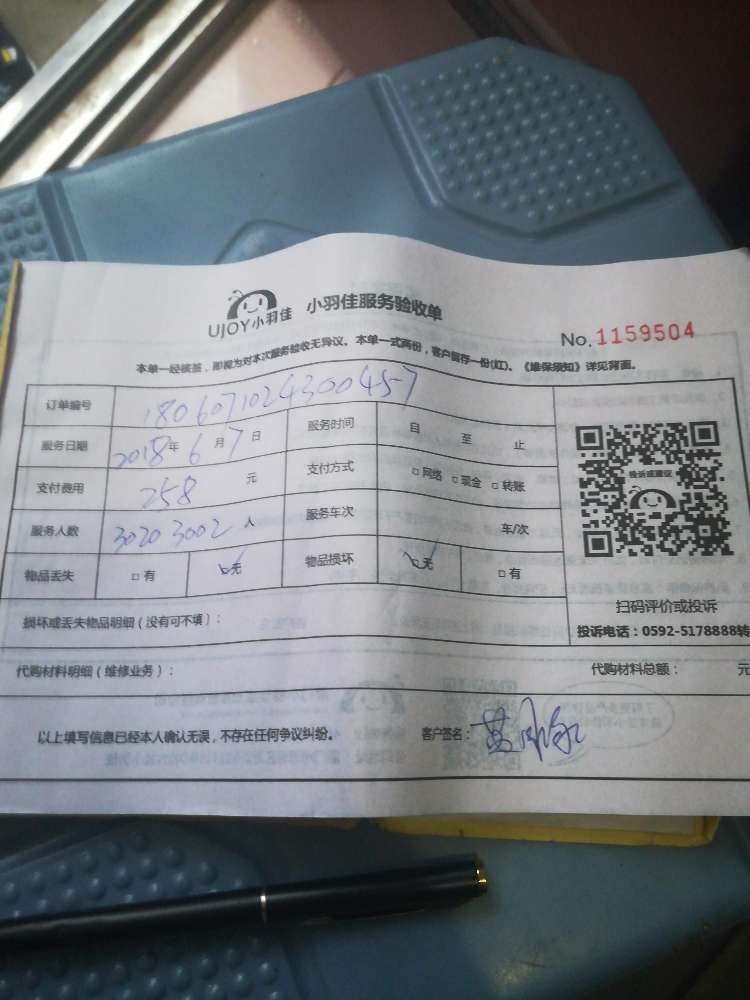 UJOY小羽佳 小羽佳服务验收单
No. 1159504
本单一经核签，即视为对本次服务验收无异议。本单一式两份，客户留存一份(红)。《维保须知》详见背面。
订单编号 1806071024300457
服务日期 2018年6月7日 服务时间 自 至 止
支付费用 258 元 支付方式 □网络 □现金 □转账
服务人数 30203002 人 服务车次 车/次
物品丢失 □有 ☑无 物品损坏 ☑无 □有
投诉或建议
扫码评价或投诉
损坏或丢失物品明细（没有可不填）：
投诉电话：0592-5178888转
代购材料明细（维修业务）： 代购材料总额： 元
以上填写信息已经本人确认无误，不存在任何争议纠纷。 客户签名：